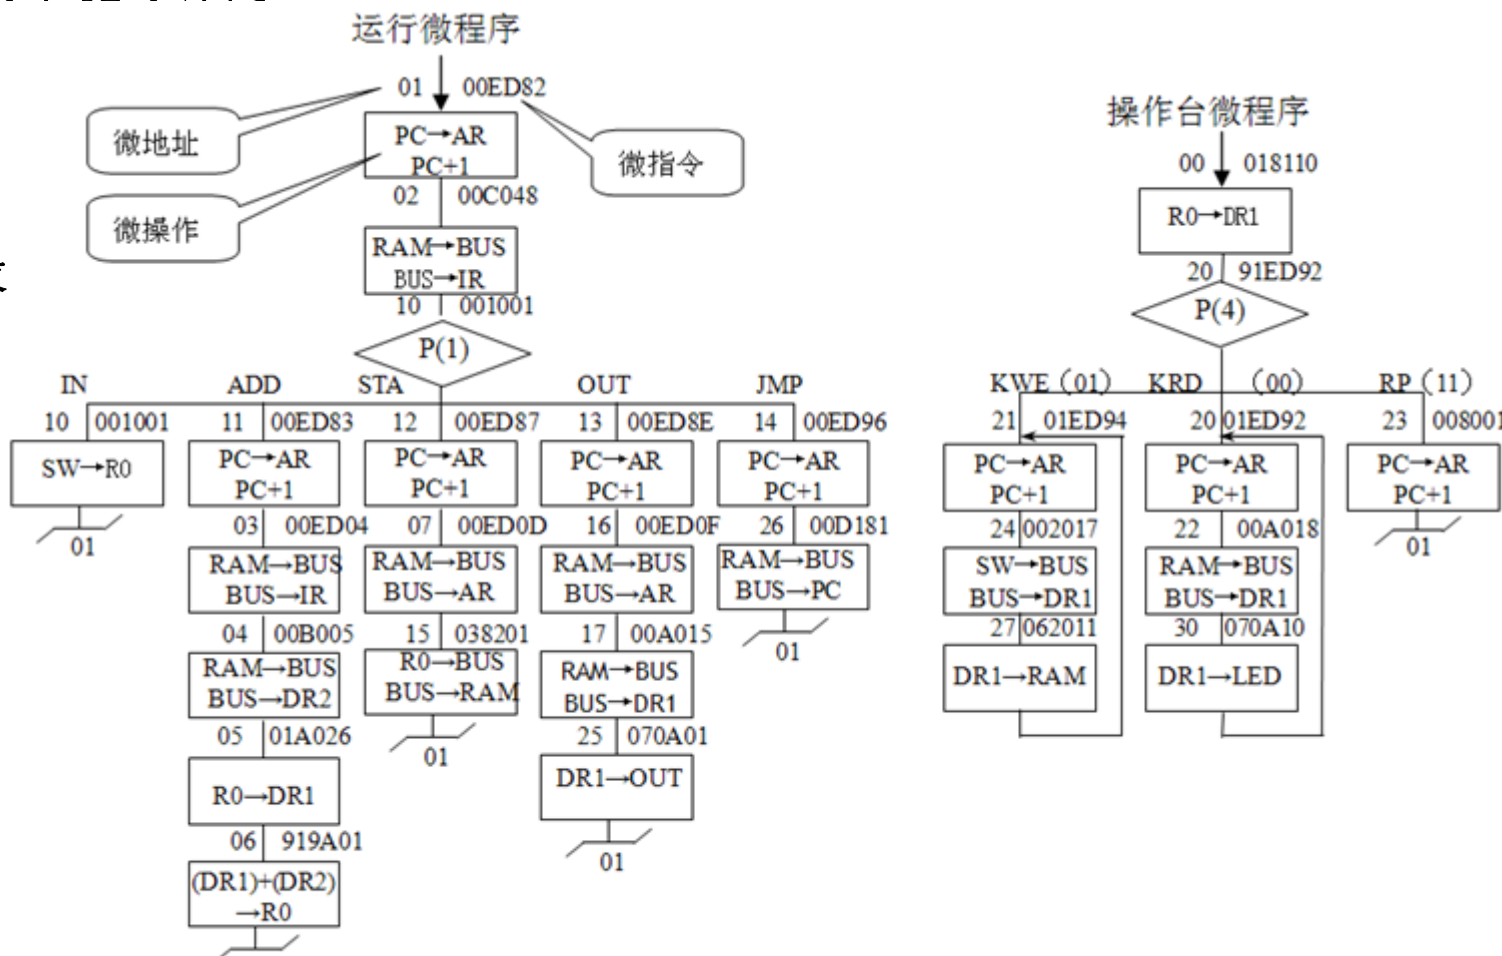 运行微程序
01 00ED82
微地址
PC→AR
PC+1
微指令
02 00C048
微操作
RAM→BUS
BUS→IR
10 001001
P(1)
IN ADD STA OUT JMP
10 001001 11 00ED83 12 00ED87 13 00ED8E 14 00ED96
SW→R0 PC→AR PC→AR PC→AR PC→AR
PC+1 PC+1 PC+1 PC+1
01 03 00ED04 07 00ED0D 16 00ED0F 26 00D181
RAM→BUS RAM→BUS RAM→BUS RAM→BUS
BUS→IR BUS→AR BUS→AR BUS→PC
04 00B005 15 038201 17 00A015 01
RAM→BUS R0→BUS RAM→BUS
BUS→DR2 BUS→RAM BUS→DR1
05 01A026 01 25 070A01
R0→DR1 DR1→OUT
06 919A01 01
(DR1)+(DR2)
→R0
操作台微程序
00 018110
R0→DR1
20 91ED92
P(4)
KWE（01） KRD （00） RP（11）
21 01ED94 20 01ED92 23 008001
PC→AR PC→AR PC→AR
PC+1 PC+1 PC+1
24 002017 22 00A018 01
SW→BUS RAM→BUS
BUS→DR1 BUS→DR1
27 062011 30 070A10
DR1→RAM DR1→LED